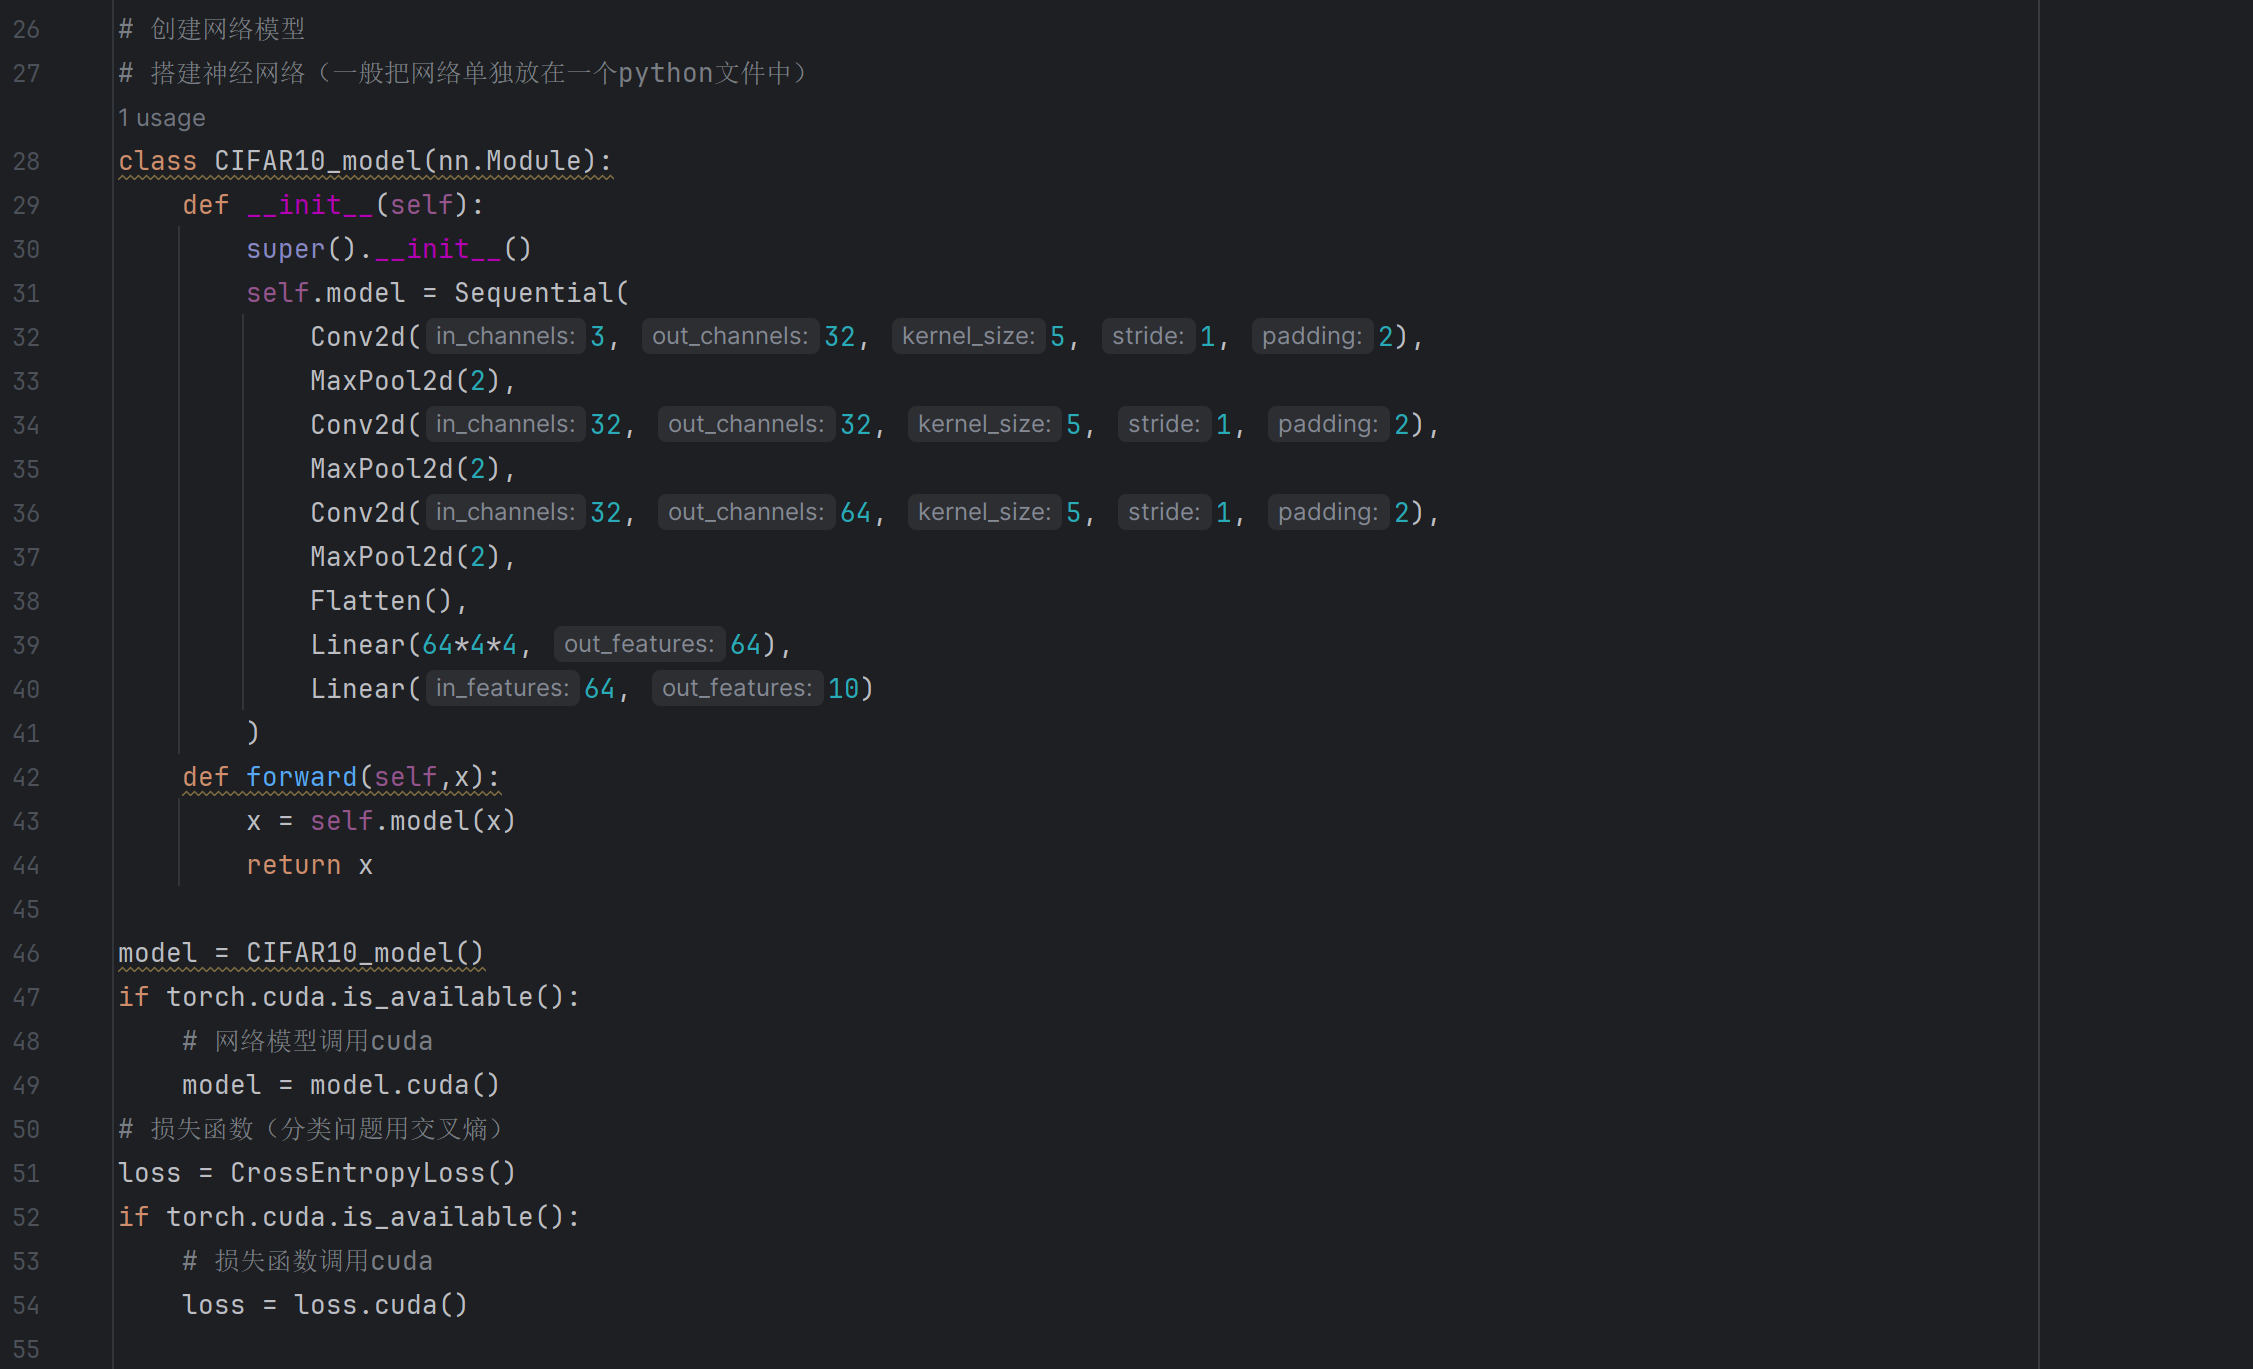 26 # 创建网络模型
27 # 搭建神经网络（一般把网络单独放在一个python文件中）
1 usage
28 class CIFAR10_model(nn.Module):
29     def __init__(self):
30         super().__init__()
31         self.model = Sequential(
32             Conv2d( in_channels: 3, out_channels: 32, kernel_size: 5, stride: 1, padding: 2),
33             MaxPool2d(2),
34             Conv2d( in_channels: 32, out_channels: 32, kernel_size: 5, stride: 1, padding: 2),
35             MaxPool2d(2),
36             Conv2d( in_channels: 32, out_channels: 64, kernel_size: 5, stride: 1, padding: 2),
37             MaxPool2d(2),
38             Flatten(),
39             Linear(64*4*4, out_features: 64),
40             Linear( in_features: 64, out_features: 10)
41         )
42     def forward(self,x):
43         x = self.model(x)
44         return x
45
46 model = CIFAR10_model()
47 if torch.cuda.is_available():
48     # 网络模型调用cuda
49     model = model.cuda()
50 # 损失函数（分类问题用交叉熵）
51 loss = CrossEntropyLoss()
52 if torch.cuda.is_available():
53     # 损失函数调用cuda
54     loss = loss.cuda()
55